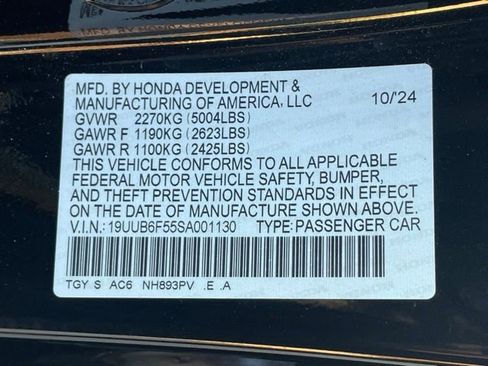 MFD. BY HONDA DEVELOPMENT &
MANUFACTURING OF AMERICA, LLC 10/'24
GVWR 2270KG (5004LBS)
GAWR F 1190KG (2623LBS)
GAWR R 1100KG (2425LBS)
THIS VEHICLE CONFORMS TO ALL APPLICABLE
FEDERAL MOTOR VEHICLE SAFETY, BUMPER,
AND THEFT PREVENTION STANDARDS IN EFFECT
ON THE DATE OF MANUFACTURE SHOWN ABOVE.
V.I.N.: 19UUB6F55SA001130 TYPE: PASSENGER CAR
TGY S AC6 NH893PV .E .A